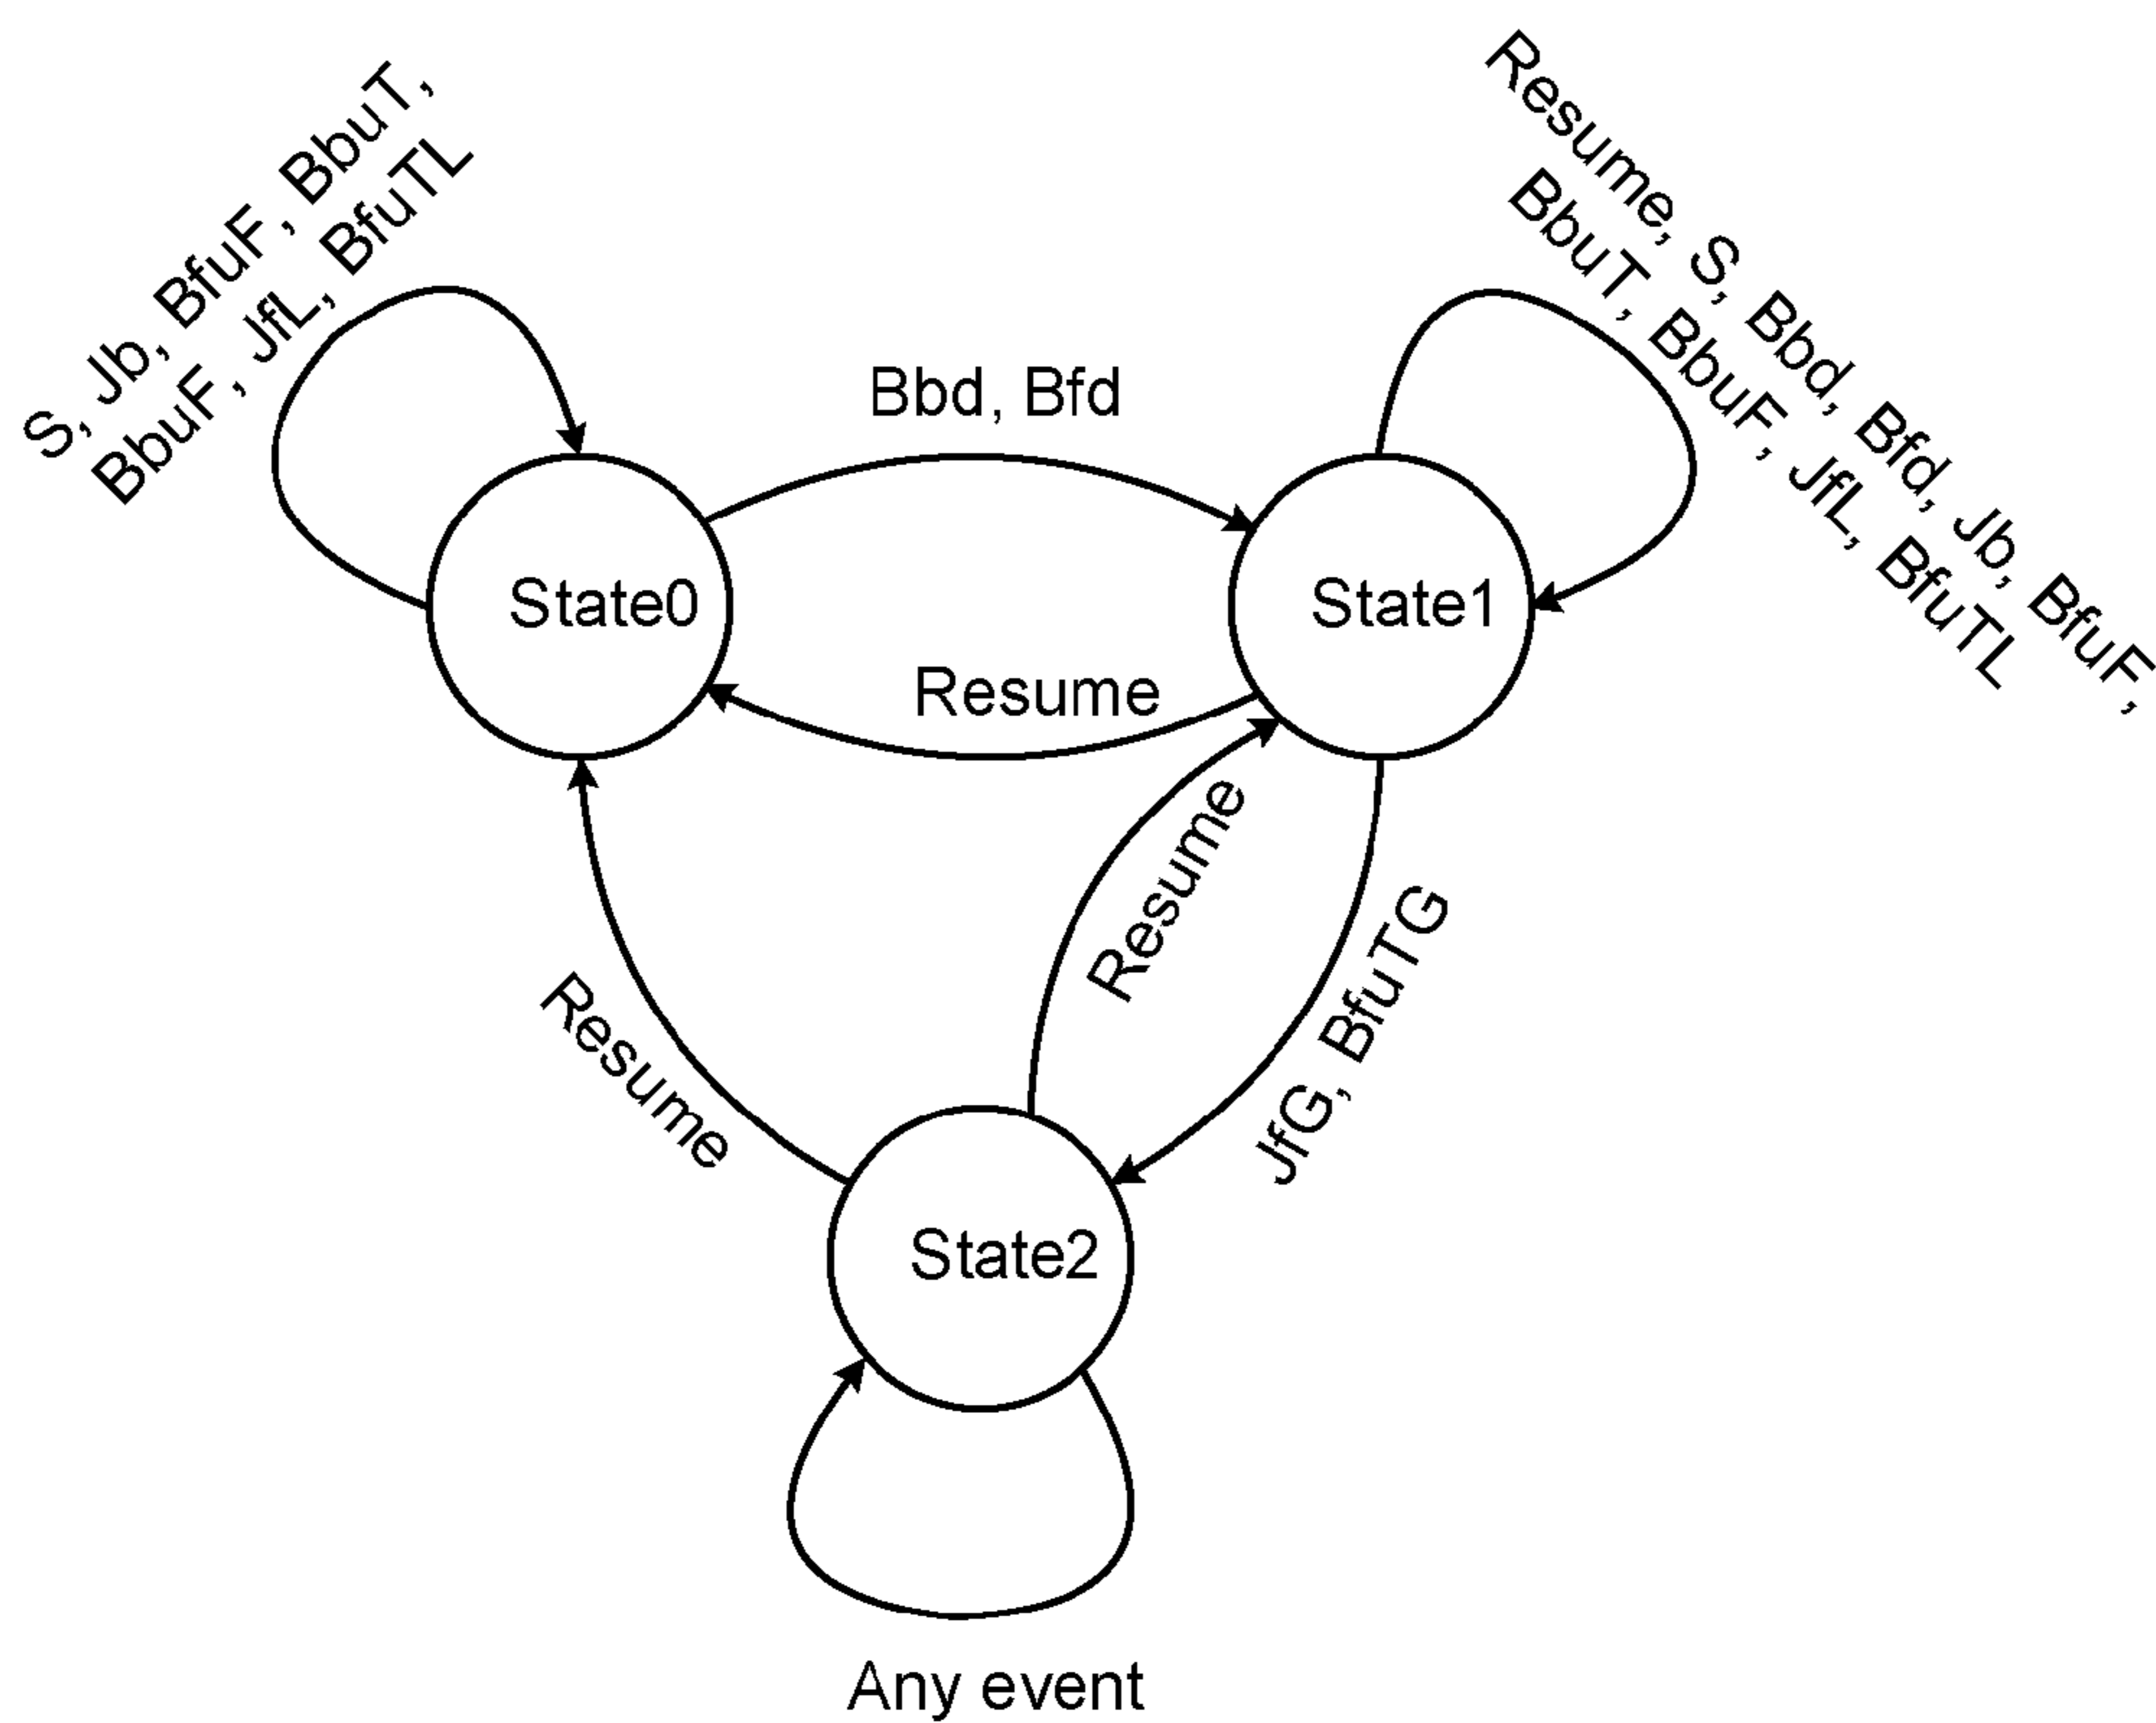 S, Jb, BfuF, BbuT,
BbuF, JfL, BfuTL
Resume, S, Bbd, Bfd, Jb, BfuF,
BbuT, BbuF, JfL, BfuTL
Bbd, Bfd
State0
State1
Resume
Resume
JfG, BfuTG
Resume
State2
Any event